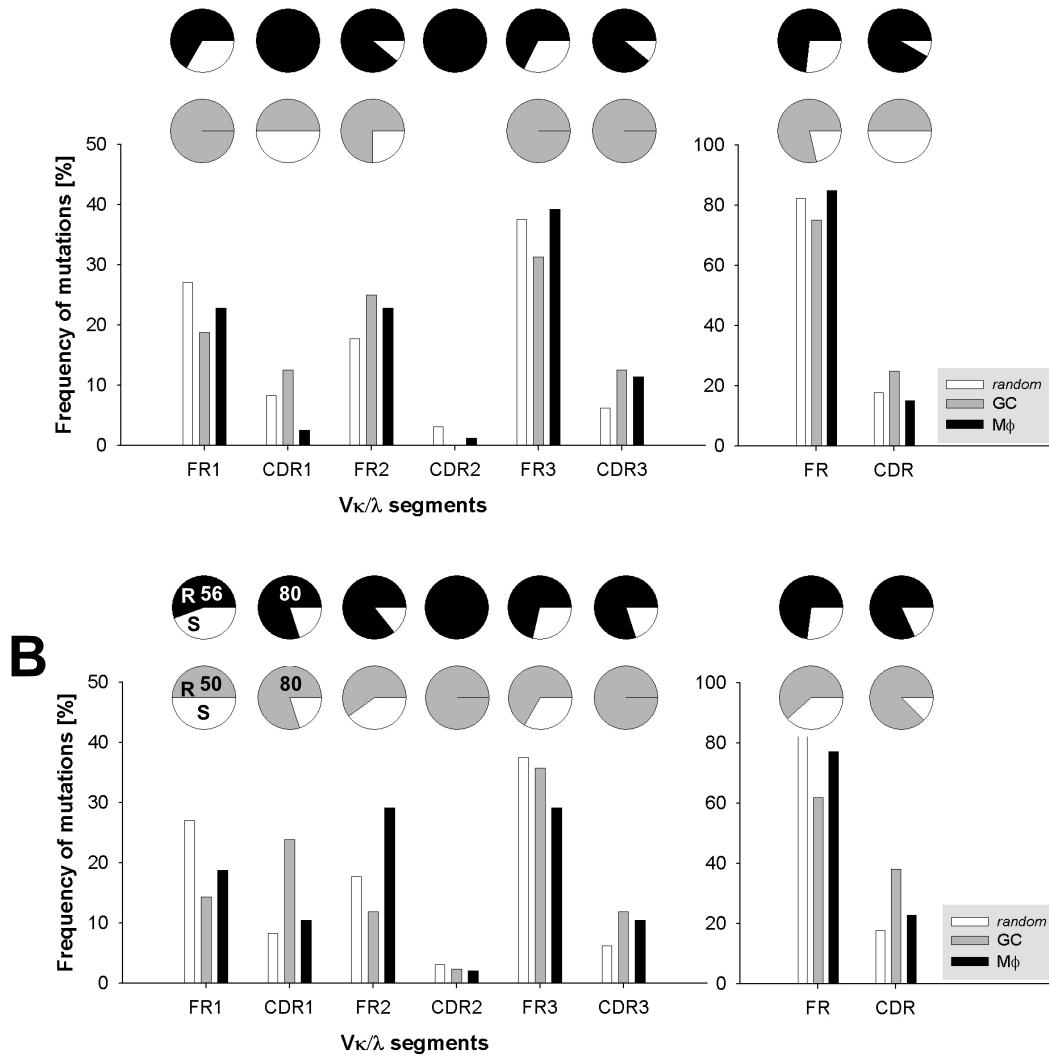 Frequency of mutations [%]
50
40
30
20
10
0
FR1 CDR1 FR2 CDR2 FR3 CDR3
Vκ/λ segments
100
80
60
40
20
0
FR CDR
random
GC
Mϕ
B
R 56
S
80
R 50
S
80
Frequency of mutations [%]
50
40
30
20
10
0
FR1 CDR1 FR2 CDR2 FR3 CDR3
Vκ/λ segments
100
80
60
40
20
0
FR CDR
random
GC
Mϕ